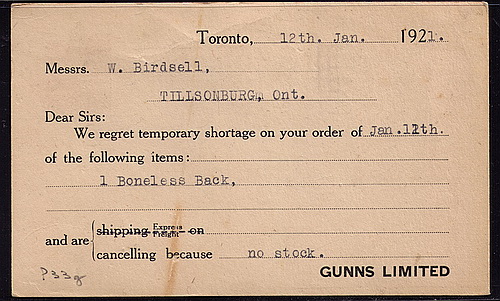 Toronto, 12th. Jan. 1921.
Messrs. W. Birdsell,
TILLSONBURG, Ont.
Dear Sirs:
We regret temporary shortage on your order of Jan.12th.
of the following items:
1 Boneless Back,
and are
shipping Express Freight on
cancelling because no stock.
GUNNS LIMITED
P33g